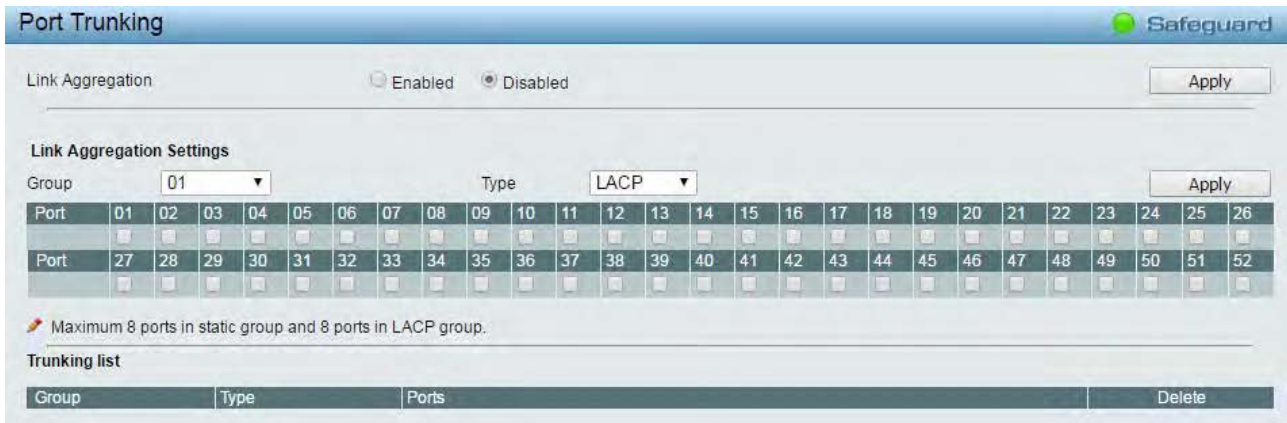 Port Trunking Safeguard
Link Aggregation Enabled Disabled Apply
Link Aggregation Settings
Group 01 Type LACP Apply
Port 01 02 03 04 05 06 07 08 09 10 11 12 13 14 15 16 17 18 19 20 21 22 23 24 25 26
Port 27 28 29 30 31 32 33 34 35 36 37 38 39 40 41 42 43 44 45 46 47 48 49 50 51 52
Maximum 8 ports in static group and 8 ports in LACP group.
Trunking list
Group Type Ports Delete